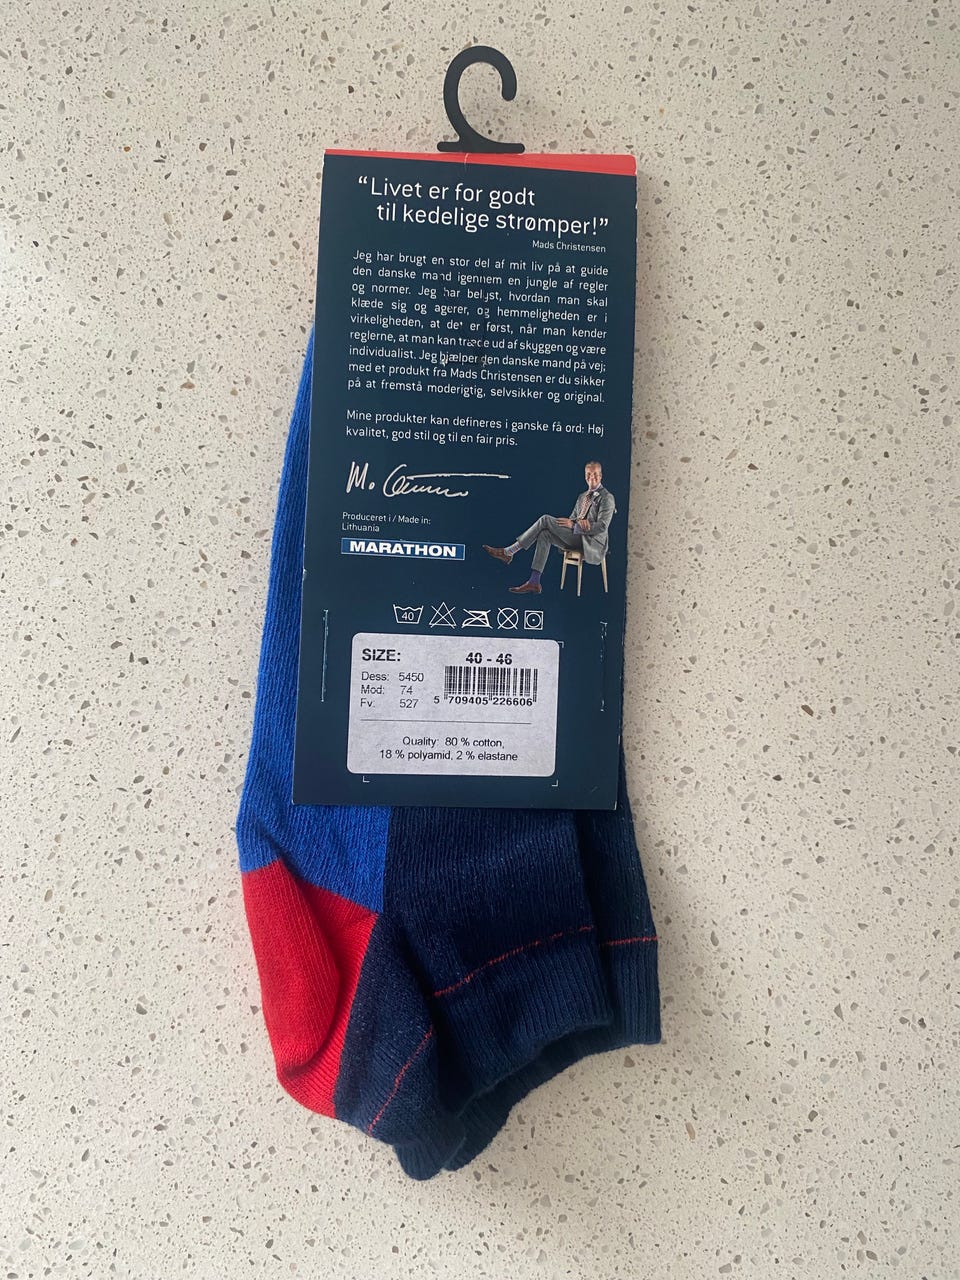 “Livet er for godt
til kedelige strømper!”
Mads Christensen
Jeg har brugt en stor del af mit liv på at guide
den danske mand igennem en jungle af regler
og normer. Jeg har belyst, hvordan man skal
klæde sig og agerer, og hemmeligheden er i
virkeligheden, at det er først, når man kender
reglerne, at man kan træde ud af skyggen og være
individualist. Jeg hjælper den danske mand på vej;
med et produkt fra Mads Christensen er du sikker
på at fremstå moderigtig, selvsikker og original.
Mine produkter kan defineres i ganske få ord: Høj
kvalitet, god stil og til en fair pris.
Produceret i / Made in:
Lithuania
MARATHON
40
SIZE: 40 - 46
Dess: 5450
Mod: 74
Fv: 527
5 709405 226606
Quality: 80 % cotton,
18 % polyamid, 2 % elastane